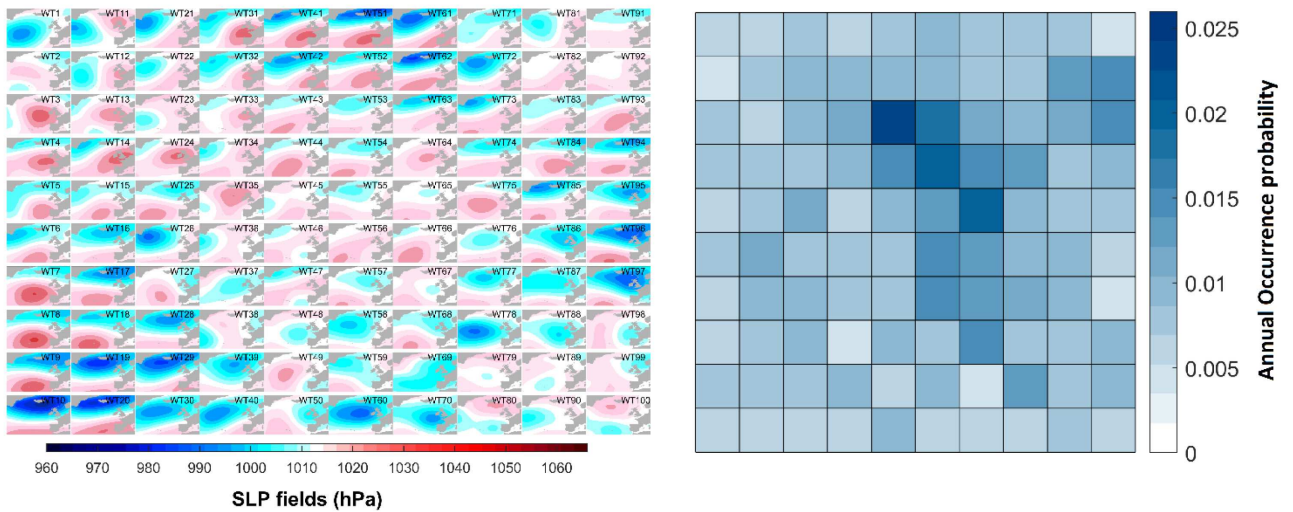 WT1 WT11 WT21 WT31 WT41 WT51 WT61 WT71 WT81 WT91
WT2 WT12 WT22 WT32 WT42 WT52 WT62 WT72 WT82 WT92
WT3 WT13 WT23 WT33 WT43 WT53 WT63 WT73 WT83 WT93
WT4 WT14 WT24 WT34 WT44 WT54 WT64 WT74 WT84 WT94
WT5 WT15 WT25 WT35 WT45 WT55 WT65 WT75 WT85 WT95
WT6 WT16 WT26 WT36 WT46 WT56 WT66 WT76 WT86 WT96
WT7 WT17 WT27 WT37 WT47 WT57 WT67 WT77 WT87 WT97
WT8 WT18 WT28 WT38 WT48 WT58 WT68 WT78 WT88 WT98
WT9 WT19 WT29 WT39 WT49 WT59 WT69 WT79 WT89 WT99
WT10 WT20 WT30 WT40 WT50 WT60 WT70 WT80 WT90 WT100
960 970 980 990 1000 1010 1020 1030 1040 1050 1060
SLP fields (hPa)
0.025
0.02
0.015
0.01
0.005
0
Annual Occurrence probability